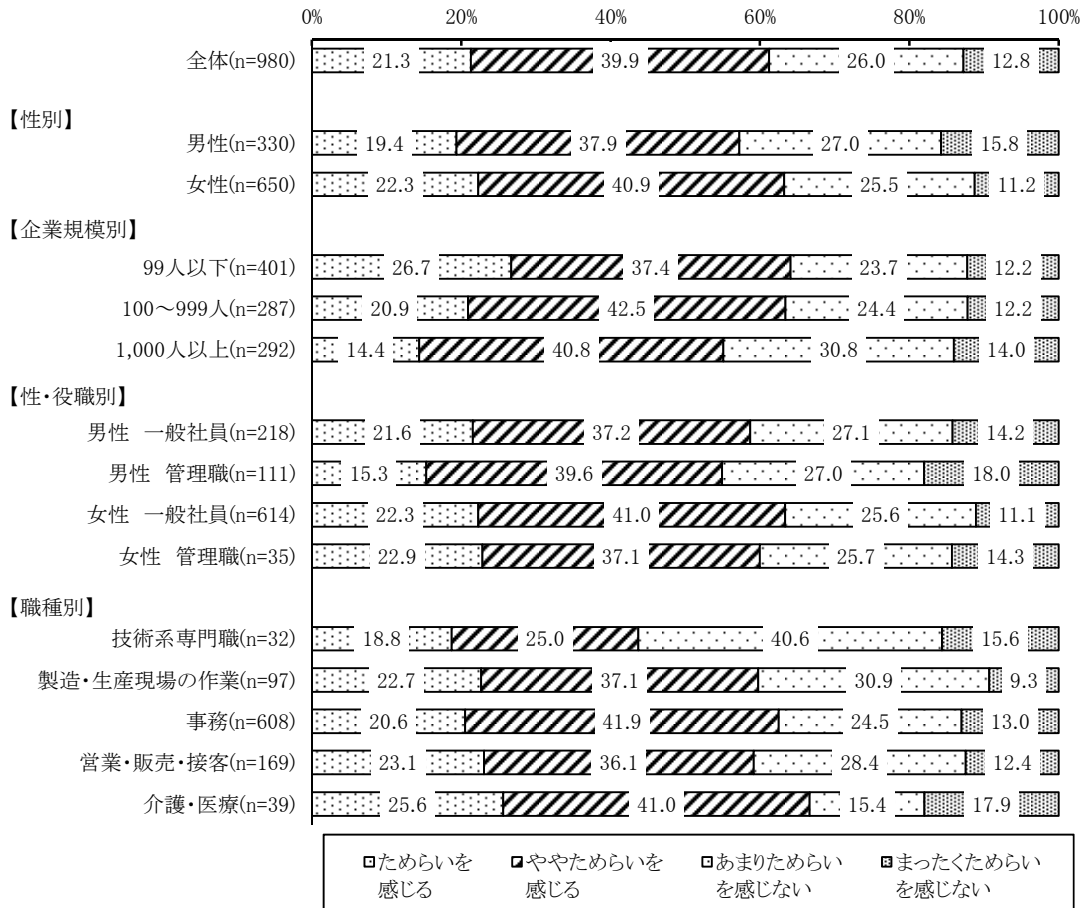 0% 20% 40% 60% 80% 100%
全体(n=980) 21.3 39.9 26.0 12.8
【性別】
男性(n=330) 19.4 37.9 27.0 15.8
女性(n=650) 22.3 40.9 25.5 11.2
【企業規模別】
99人以下(n=401) 26.7 37.4 23.7 12.2
100～999人(n=287) 20.9 42.5 24.4 12.2
1,000人以上(n=292) 14.4 40.8 30.8 14.0
【性・役職別】
男性　一般社員(n=218) 21.6 37.2 27.1 14.2
男性　管理職(n=111) 15.3 39.6 27.0 18.0
女性　一般社員(n=614) 22.3 41.0 25.6 11.1
女性　管理職(n=35) 22.9 37.1 25.7 14.3
【職種別】
技術系専門職(n=32) 18.8 25.0 40.6 15.6
製造・生産現場の作業(n=97) 22.7 37.1 30.9 9.3
事務(n=608) 20.6 41.9 24.5 13.0
営業・販売・接客(n=169) 23.1 36.1 28.4 12.4
介護・医療(n=39) 25.6 41.0 15.4 17.9
ためらいを
感じる
ややためらいを
感じる
あまりためらい
を感じない
まったくためらい
を感じない